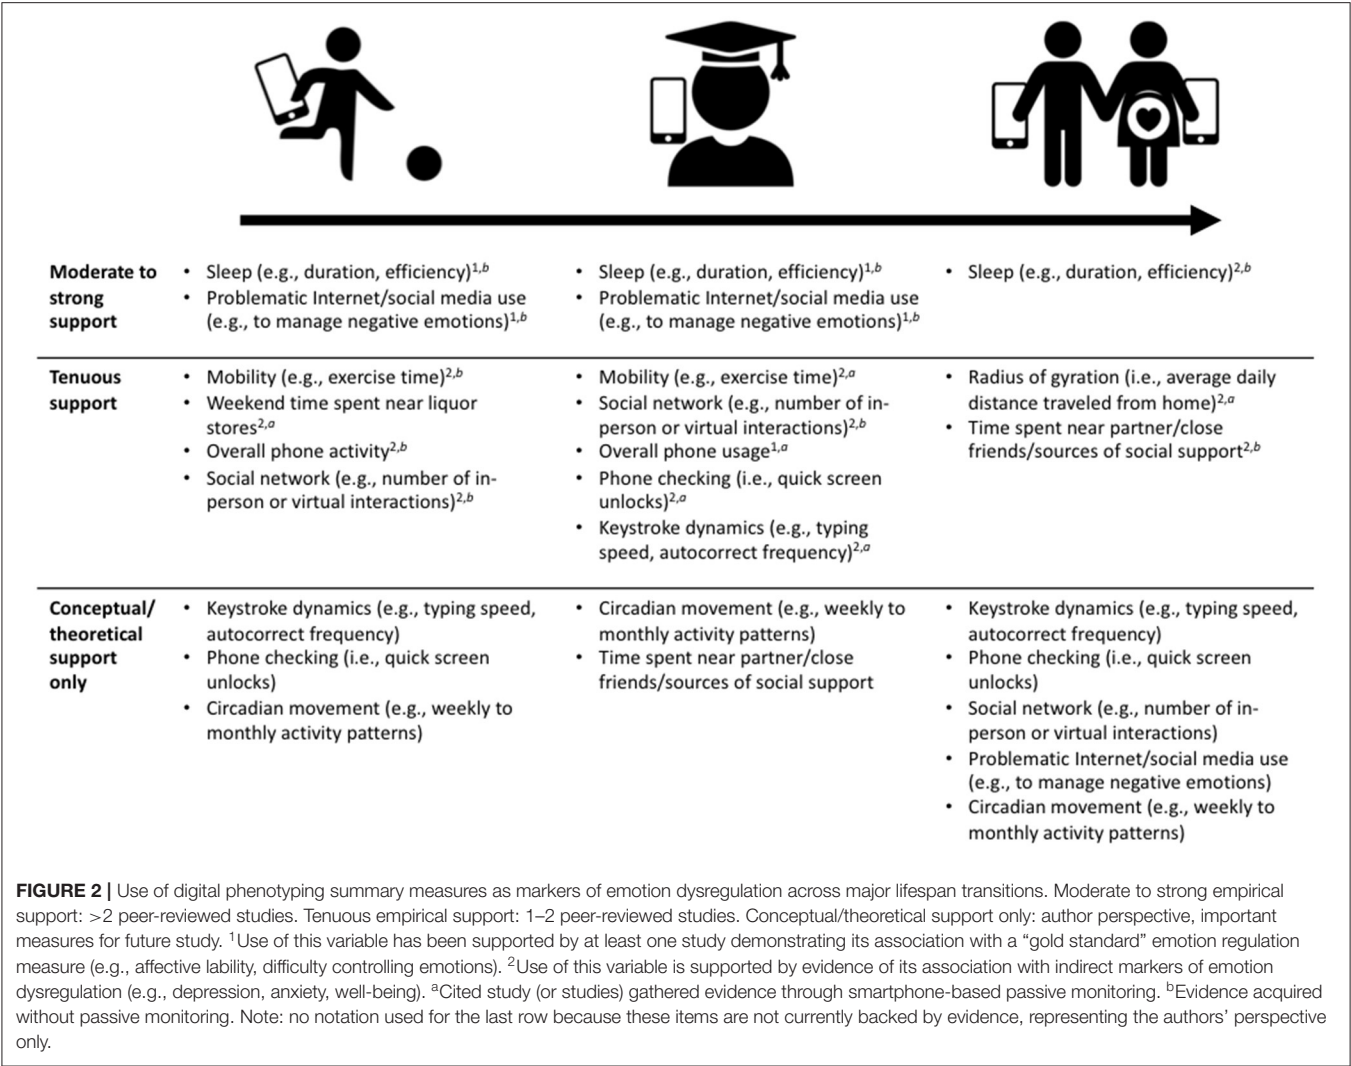 Moderate to
strong
support
• Sleep (e.g., duration, efficiency)1,b
• Problematic Internet/social media use
(e.g., to manage negative emotions)1,b
• Sleep (e.g., duration, efficiency)1,b
• Problematic Internet/social media use
(e.g., to manage negative emotions)1,b
• Sleep (e.g., duration, efficiency)2,b
Tenuous
support
• Mobility (e.g., exercise time)2,b
• Weekend time spent near liquor
stores2,a
• Overall phone activity2,b
• Social network (e.g., number of in-
person or virtual interactions)2,b
• Mobility (e.g., exercise time)2,a
• Social network (e.g., number of in-
person or virtual interactions)2,b
• Overall phone usage1,a
• Phone checking (i.e., quick screen
unlocks)2,a
• Keystroke dynamics (e.g., typing
speed, autocorrect frequency)2,a
• Radius of gyration (i.e., average daily
distance traveled from home)2,a
• Time spent near partner/close
friends/sources of social support2,b
Conceptual/
theoretical
support
only
• Keystroke dynamics (e.g., typing speed,
autocorrect frequency)
• Phone checking (i.e., quick screen
unlocks)
• Circadian movement (e.g., weekly to
monthly activity patterns)
• Circadian movement (e.g., weekly to
monthly activity patterns)
• Time spent near partner/close
friends/sources of social support
• Keystroke dynamics (e.g., typing speed,
autocorrect frequency)
• Phone checking (i.e., quick screen
unlocks)
• Social network (e.g., number of in-
person or virtual interactions)
• Problematic Internet/social media use
(e.g., to manage negative emotions)
• Circadian movement (e.g., weekly to
monthly activity patterns)
FIGURE 2 | Use of digital phenotyping summary measures as markers of emotion dysregulation across major lifespan transitions. Moderate to strong empirical
support: >2 peer-reviewed studies. Tenuous empirical support: 1–2 peer-reviewed studies. Conceptual/theoretical support only: author perspective, important
measures for future study. 1Use of this variable has been supported by at least one study demonstrating its association with a “gold standard” emotion regulation
measure (e.g., affective lability, difficulty controlling emotions). 2Use of this variable is supported by evidence of its association with indirect markers of emotion
dysregulation (e.g., depression, anxiety, well-being). aCited study (or studies) gathered evidence through smartphone-based passive monitoring. bEvidence acquired
without passive monitoring. Note: no notation used for the last row because these items are not currently backed by evidence, representing the authors’ perspective
only.